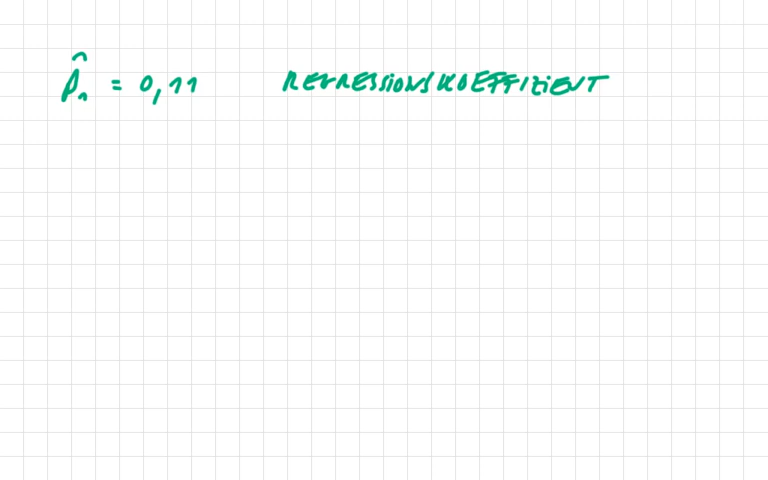 β̂₁ = 0,11 REGRESSIONSKOEFFIZIENT